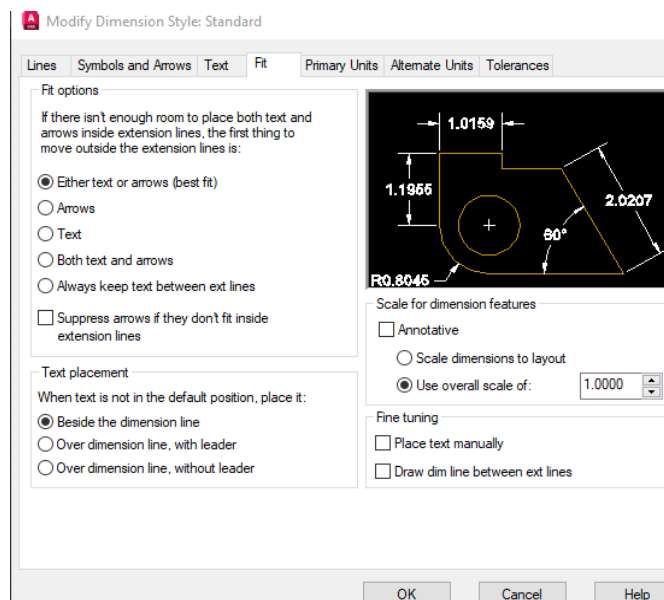 A
CAD
Modify Dimension Style: Standard
Lines
Symbols and Arrows
Text
Fit
Primary Units
Alternate Units
Tolerances
Fit options
If there isn't enough room to place both text and
arrows inside extension lines, the first thing to
move outside the extension lines is:
Either text or arrows (best fit)
Arrows
Text
Both text and arrows
Always keep text between ext lines
Suppress arrows if they don't fit inside
extension lines
Text placement
When text is not in the default position, place it:
Beside the dimension line
Over dimension line, with leader
Over dimension line, without leader
1.0159
1.1955
2.0207
60°
R0.8045
Scale for dimension features
Annotative
Scale dimensions to layout
Use overall scale of:
1.0000
Fine tuning
Place text manually
Draw dim line between ext lines
OK
Cancel
Help